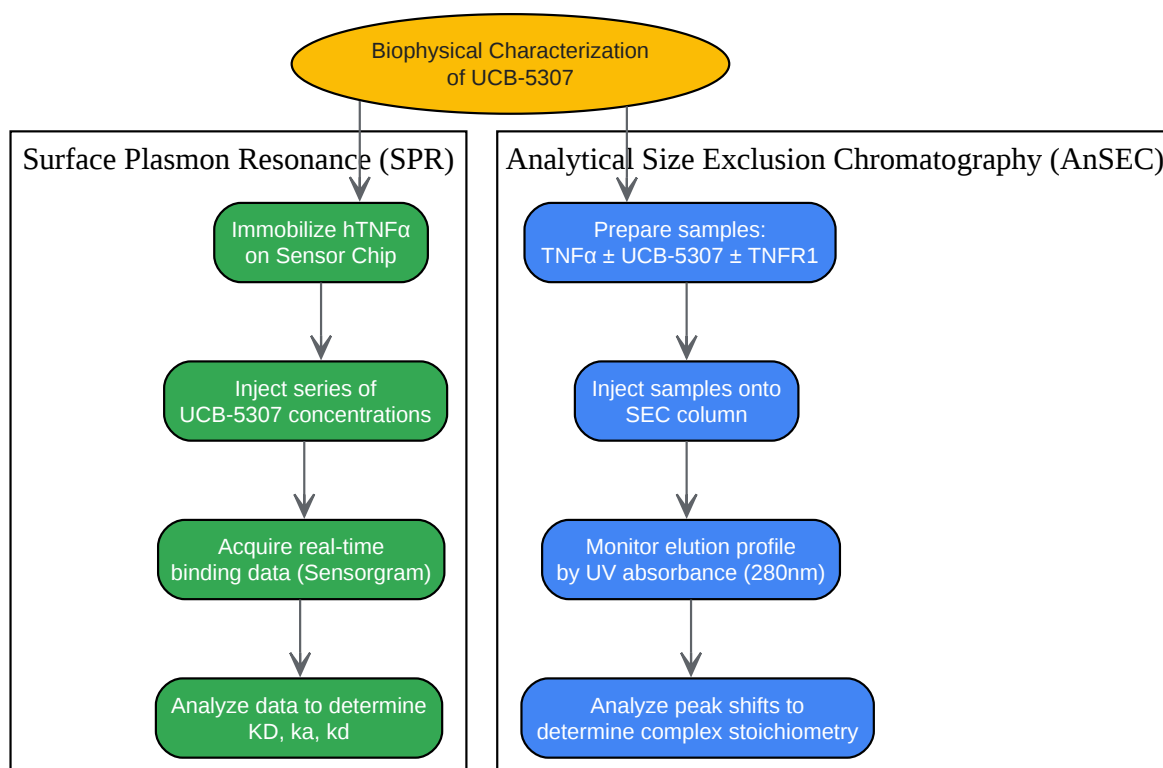 Biophysical Characterization
of UCB-5307
Surface Plasmon Resonance (SPR)
Immobilize hTNFα
on Sensor Chip
Inject series of
UCB-5307 concentrations
Acquire real-time
binding data (Sensorgram)
Analyze data to determine
KD, ka, kd
Analytical Size Exclusion Chromatography (AnSEC)
Prepare samples:
TNFα ± UCB-5307 ± TNFR1
Inject samples onto
SEC column
Monitor elution profile
by UV absorbance (280nm)
Analyze peak shifts to
determine complex stoichiometry